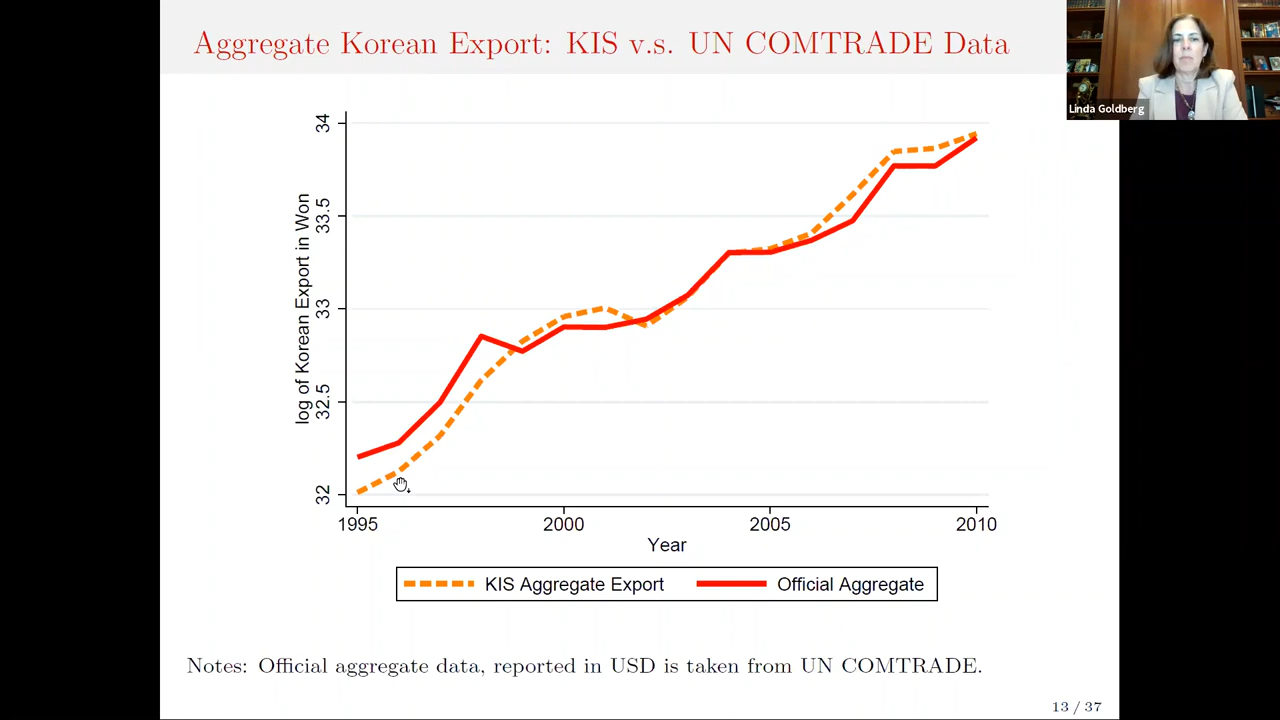 Aggregate Korean Export: KIS v.s. UN COMTRADE Data
Linda Goldberg
34
33.5
33
32.5
32
log of Korean Export in Won
1995 2000 2005 2010
Year
KIS Aggregate Export Official Aggregate
Notes: Official aggregate data, reported in USD is taken from UN COMTRADE.
13 / 37